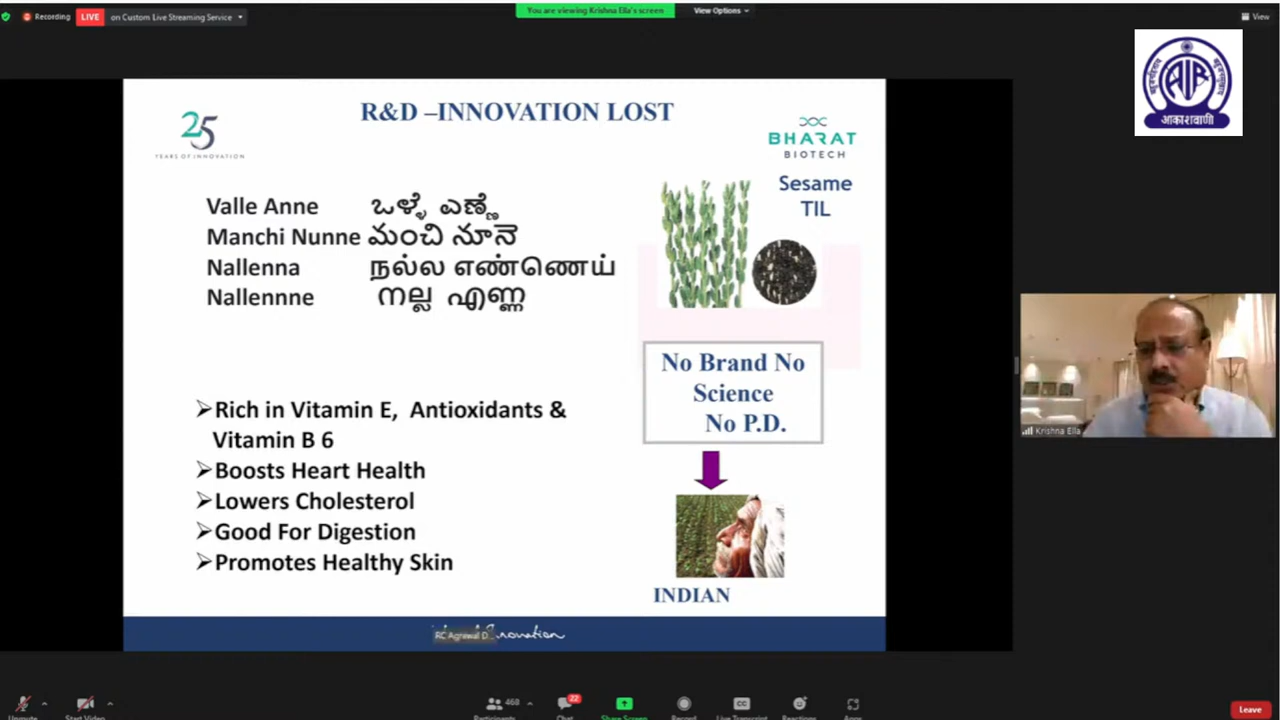 Recording LIVE on Custom Live Streaming Service
You are viewing Krishna Ella's screen View Options
View
R&D –INNOVATION LOST
25
YEARS OF INNOVATION
BHARAT
BIOTECH
आकाशवाणी
Sesame
TIL
Valle Anne ಒಳ್ಳೆ ಎಣ್ಣೆ
Manchi Nunne మంచి నూనె
Nallenna நல்ல எண்ணெய்
Nallennne നല്ല എണ്ണ
No Brand No
Science
No P.D.
➢Rich in Vitamin E, Antioxidants &
Vitamin B 6
➢Boosts Heart Health
➢Lowers Cholesterol
➢Good For Digestion
➢Promotes Healthy Skin
INDIAN
Krishna Ella
RC Agrawal D... Innovation
Unmute Start Video Participants 468 Chat 22 Share Screen Record Live Transcript Reactions Apps Leave